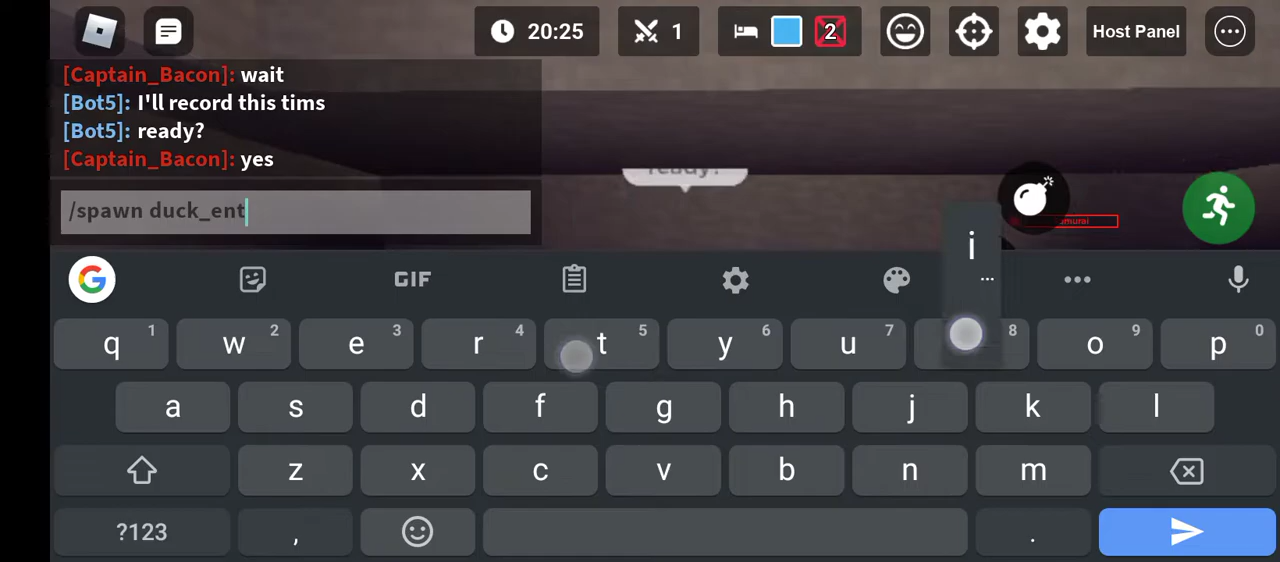 20:25
1
2
Host Panel
[Captain_Bacon]: wait
[Bot5]: I'll record this tims
[Bot5]: ready?
[Captain_Bacon]: yes
ready?
/spawn duck_ent
i
GIF
q 1 w 2 e 3 r 4 t 5 y 6 u 7 8 o 9 p 0
a s d f g h j k l
z x c v b n m
?123 , .